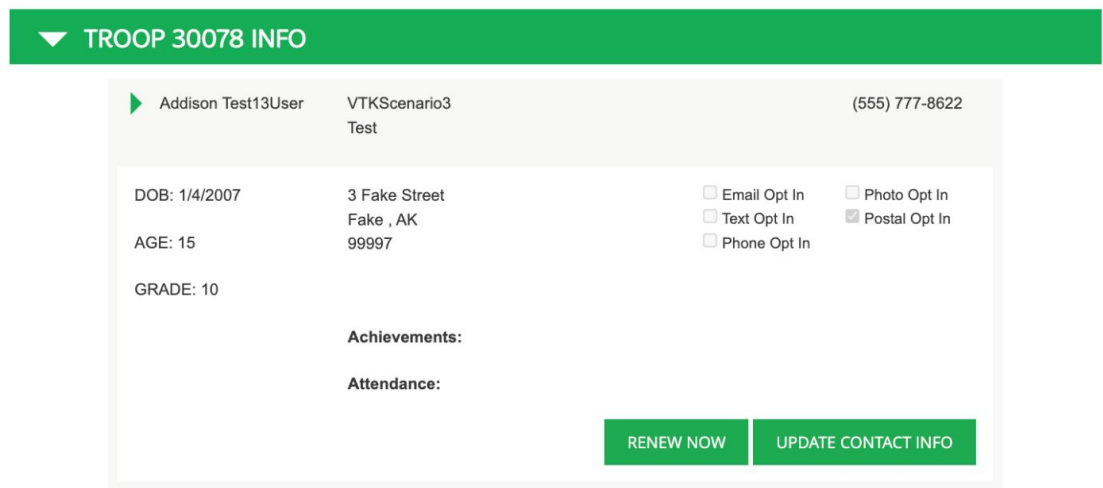 TROOP 30078 INFO
Addison Test13User VTKScenario3 (555) 777-8622
Test
DOB: 1/4/2007 3 Fake Street Email Opt In Photo Opt In
Fake , AK Text Opt In Postal Opt In
AGE: 15 99997 Phone Opt In
GRADE: 10
Achievements:
Attendance:
RENEW NOW UPDATE CONTACT INFO